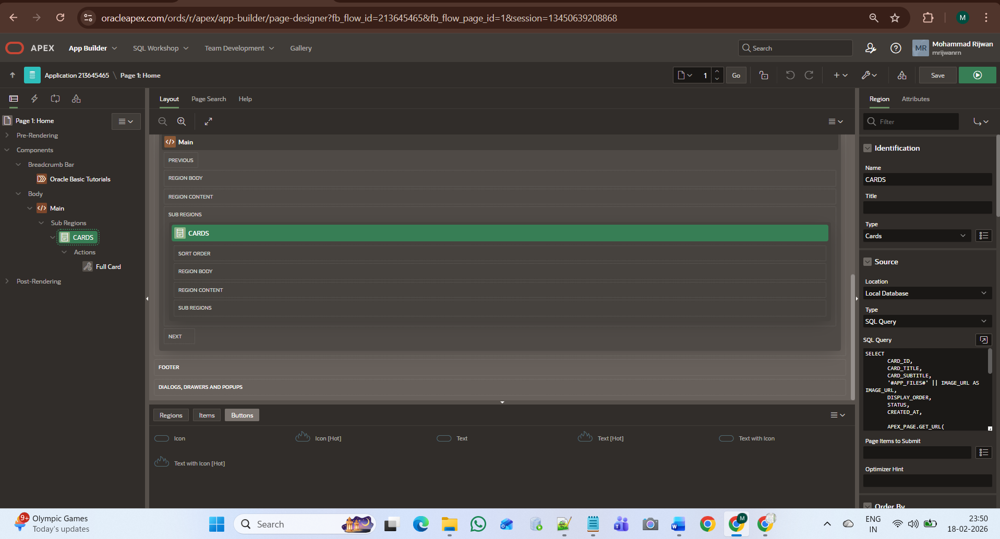 oracleapex.com/ords/r/apex/app-builder/page-designer?fb_flow_id=213645465&fb_flow_page_id=1&session=13450639208868
M
APEX
App Builder
SQL Workshop
Team Development
Gallery
Search
MR
Mohammad Rijwan
mrijwanrn
Application 213645465 \ Page 1: Home
1
Go
Save
Layout
Page Search
Help
Region
Attributes
Page 1: Home
Pre-Rendering
Components
Breadcrumb Bar
Oracle Basic Tutorials
Body
Main
Sub Regions
CARDS
Actions
Full Card
Post-Rendering
Main
PREVIOUS
REGION BODY
REGION CONTENT
SUB REGIONS
CARDS
SORT ORDER
REGION BODY
REGION CONTENT
SUB REGIONS
NEXT
FOOTER
DIALOGS, DRAWERS AND POPUPS
Regions
Items
Buttons
Icon
Icon [Hot]
Text
Text [Hot]
Text with Icon
Text with Icon [Hot]
Filter
Identification
Name
CARDS
Title
Type
Cards
Source
Location
Local Database
Type
SQL Query
SQL Query
SELECT
CARD_ID,
CARD_TITLE,
CARD_SUBTITLE,
'#APP_FILES#' || IMAGE_URL AS
IMAGE_URL,
DISPLAY_ORDER,
STATUS,
CREATED_AT,
APEX_PAGE.GET_URL(
Page Items to Submit
Optimizer Hint
Order By
9+
Olympic Games
Today's updates
Search
M
ENG
IN
23:50
18-02-2026